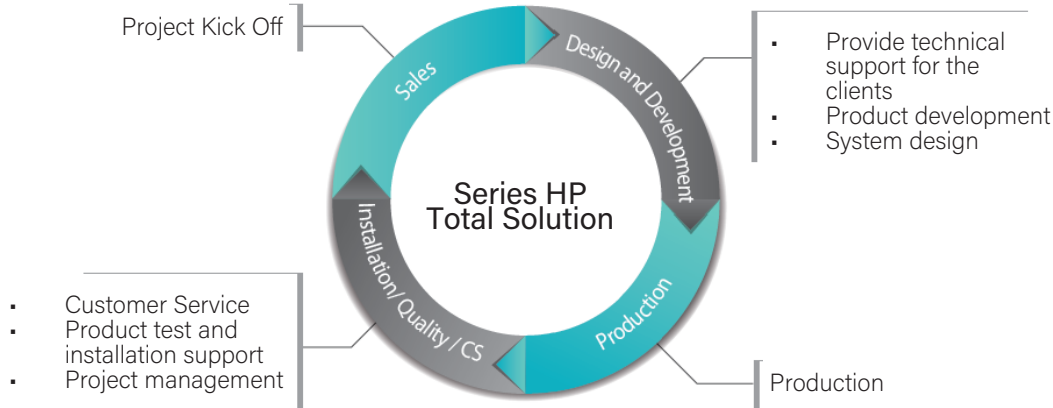 Project Kick Off
Sales
Design and Development
▪ Provide technical
support for the
clients
▪ Product development
▪ System design
Series HP
Total Solution
Installation/ Quality / CS
▪ Customer Service
▪ Product test and
installation support
▪ Project management
Production
Production